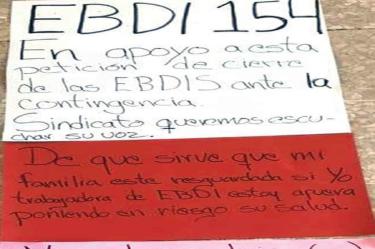 EBDI 154
En apoyo a esta
petición de cierre
de las EBDIS ante la
contingencia.
Sindicato queremos escu-
char su voz.
De que sirve que mi
familia este resguardada si yo
trabajadora de EBDI estoy afuera
poniendo en riesgo su salud.